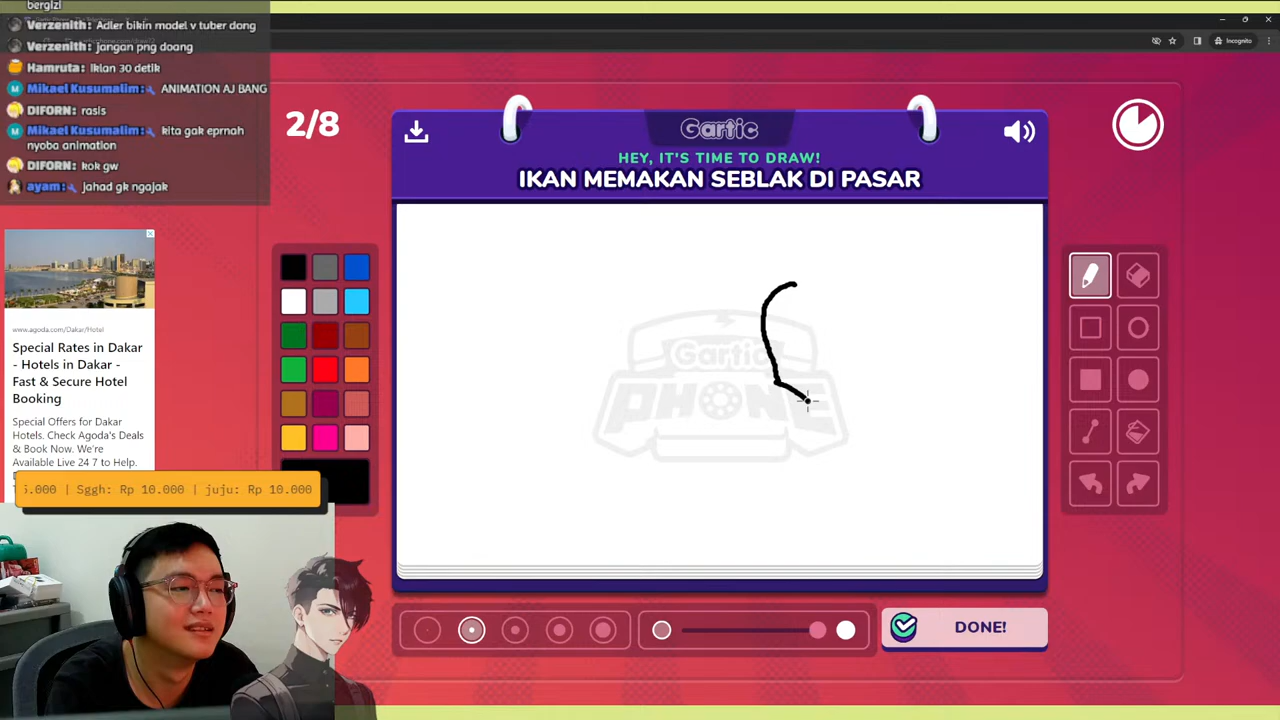 bergizi
Verzenith: Adler bikin madel v tuber dong
Verzenith: jangan png doang
Hamruta: Iklan 30 detik
Mikael Kusumalim: ANIMATION AJ BANG
DIFORN: rasis
Mikael Kusumalim: kita gak eprnah
nyoba animation
DIFORN: kok gw
ayam: jahad gk ngajak
Incognito
2/8
Gartic
HEY, IT'S TIME TO DRAW!
IKAN MEMAKAN SEBLAK DI PASAR
Gartic
PHONE
www.agoda.com/Dakar/Hotel
Special Rates in Dakar
- Hotels in Dakar -
Fast & Secure Hotel
Booking
Special Offers for Dakar
Hotels. Check Agoda's Deals
& Book Now. We're
Available Live 24 7 to Help.
5.000 | Sggh: Rp 10.000 | juju: Rp 10.000
DONE!